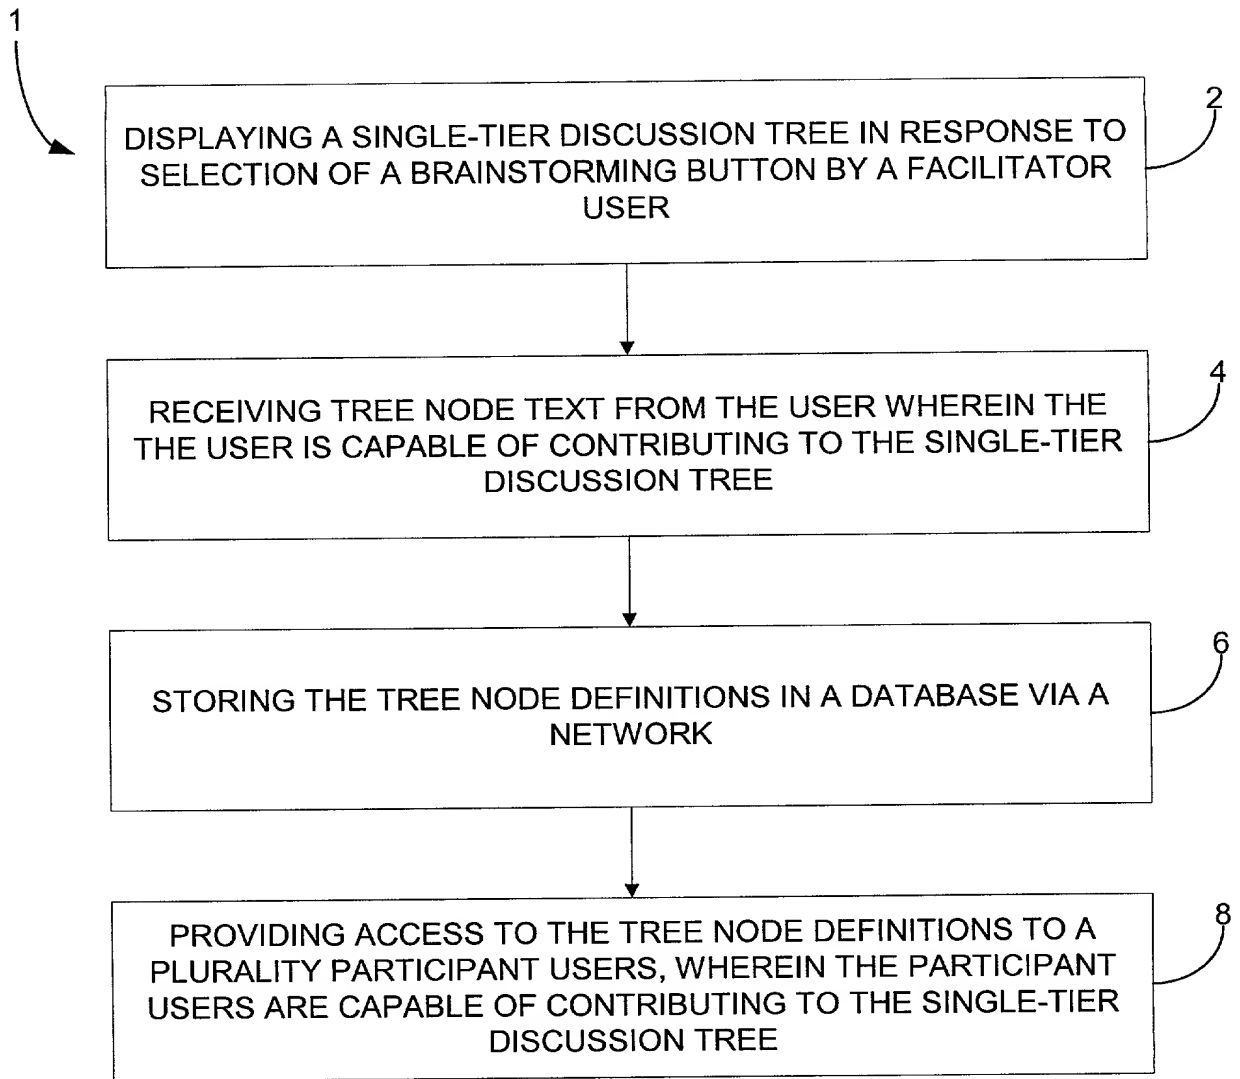 1
2
DISPLAYING A SINGLE-TIER DISCUSSION TREE IN RESPONSE TO
SELECTION OF A BRAINSTORMING BUTTON BY A FACILITATOR
USER
4
RECEIVING TREE NODE TEXT FROM THE USER WHEREIN THE
THE USER IS CAPABLE OF CONTRIBUTING TO THE SINGLE-TIER
DISCUSSION TREE
6
STORING THE TREE NODE DEFINITIONS IN A DATABASE VIA A
NETWORK
8
PROVIDING ACCESS TO THE TREE NODE DEFINITIONS TO A
PLURALITY PARTICIPANT USERS, WHEREIN THE PARTICIPANT
USERS ARE CAPABLE OF CONTRIBUTING TO THE SINGLE-TIER
DISCUSSION TREE